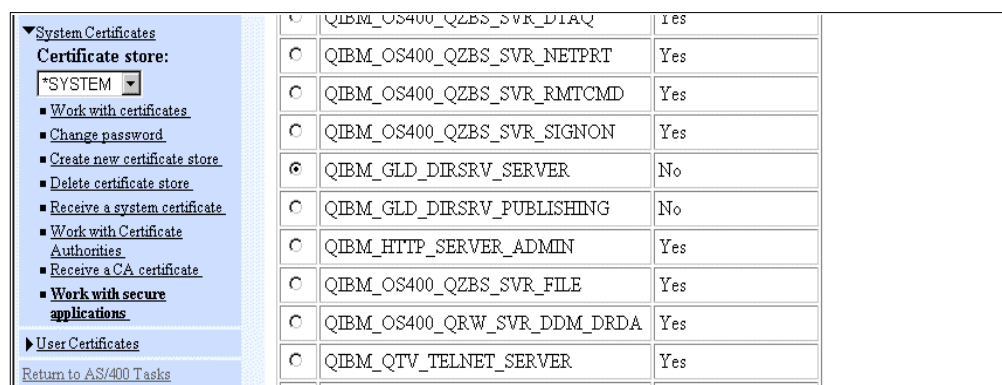 System Certificates
Certificate store:
*SYSTEM
Work with certificates
Change password
Create new certificate store
Delete certificate store
Receive a system certificate
Work with Certificate
Authorities
Receive a CA certificate
Work with secure
applications
User Certificates
Return to AS/400 Tasks
QIBM_OS400_QZBS_SVR_DTAQ Yes
QIBM_OS400_QZBS_SVR_NETPRT Yes
QIBM_OS400_QZBS_SVR_RMTCMD Yes
QIBM_OS400_QZBS_SVR_SIGNON Yes
QIBM_GLD_DIRSRV_SERVER No
QIBM_GLD_DIRSRV_PUBLISHING No
QIBM_HTTP_SERVER_ADMIN Yes
QIBM_OS400_QZBS_SVR_FILE Yes
QIBM_OS400_QRW_SVR_DDM_DRDA Yes
QIBM_QTV_TELNET_SERVER Yes